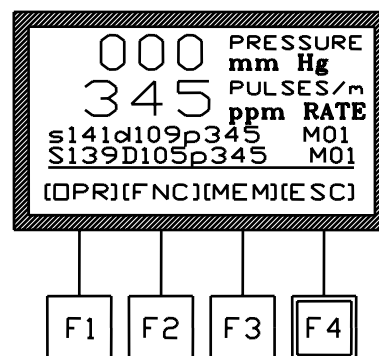 000 PRESSURE
mm Hg
345 PULSES/m
ppm RATE
s141d109p345 M01
S139D105p345 M01
[OPR][FNC][MEM][ESC]
F1 F2 F3 F4